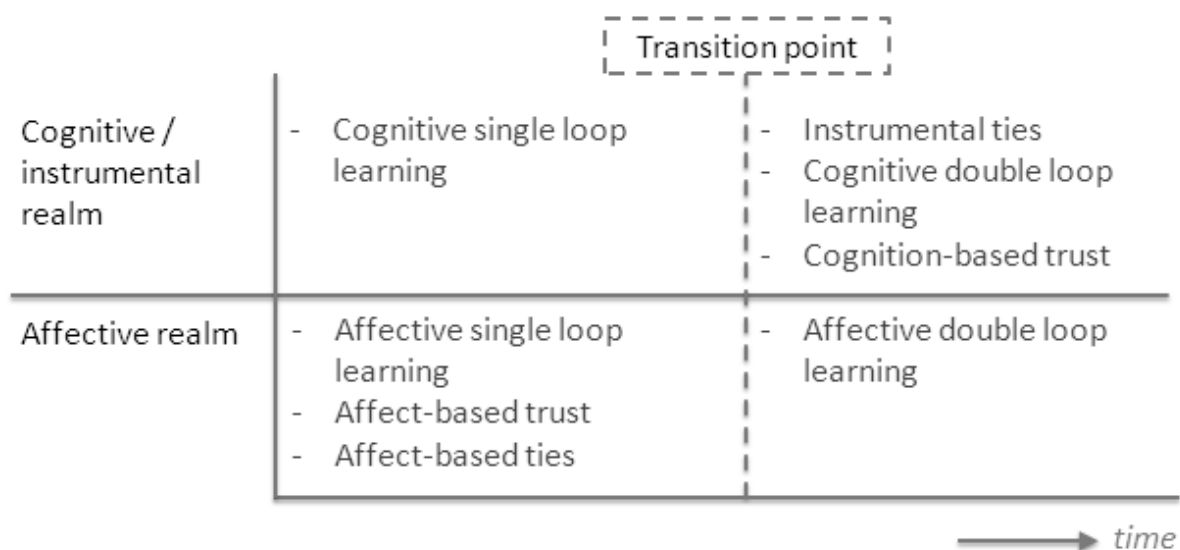 Transition point
Cognitive /
instrumental
realm
- Cognitive single loop
learning
- Instrumental ties
- Cognitive double loop
learning
- Cognition-based trust
Affective realm
- Affective single loop
learning
- Affect-based trust
- Affect-based ties
- Affective double loop
learning
time